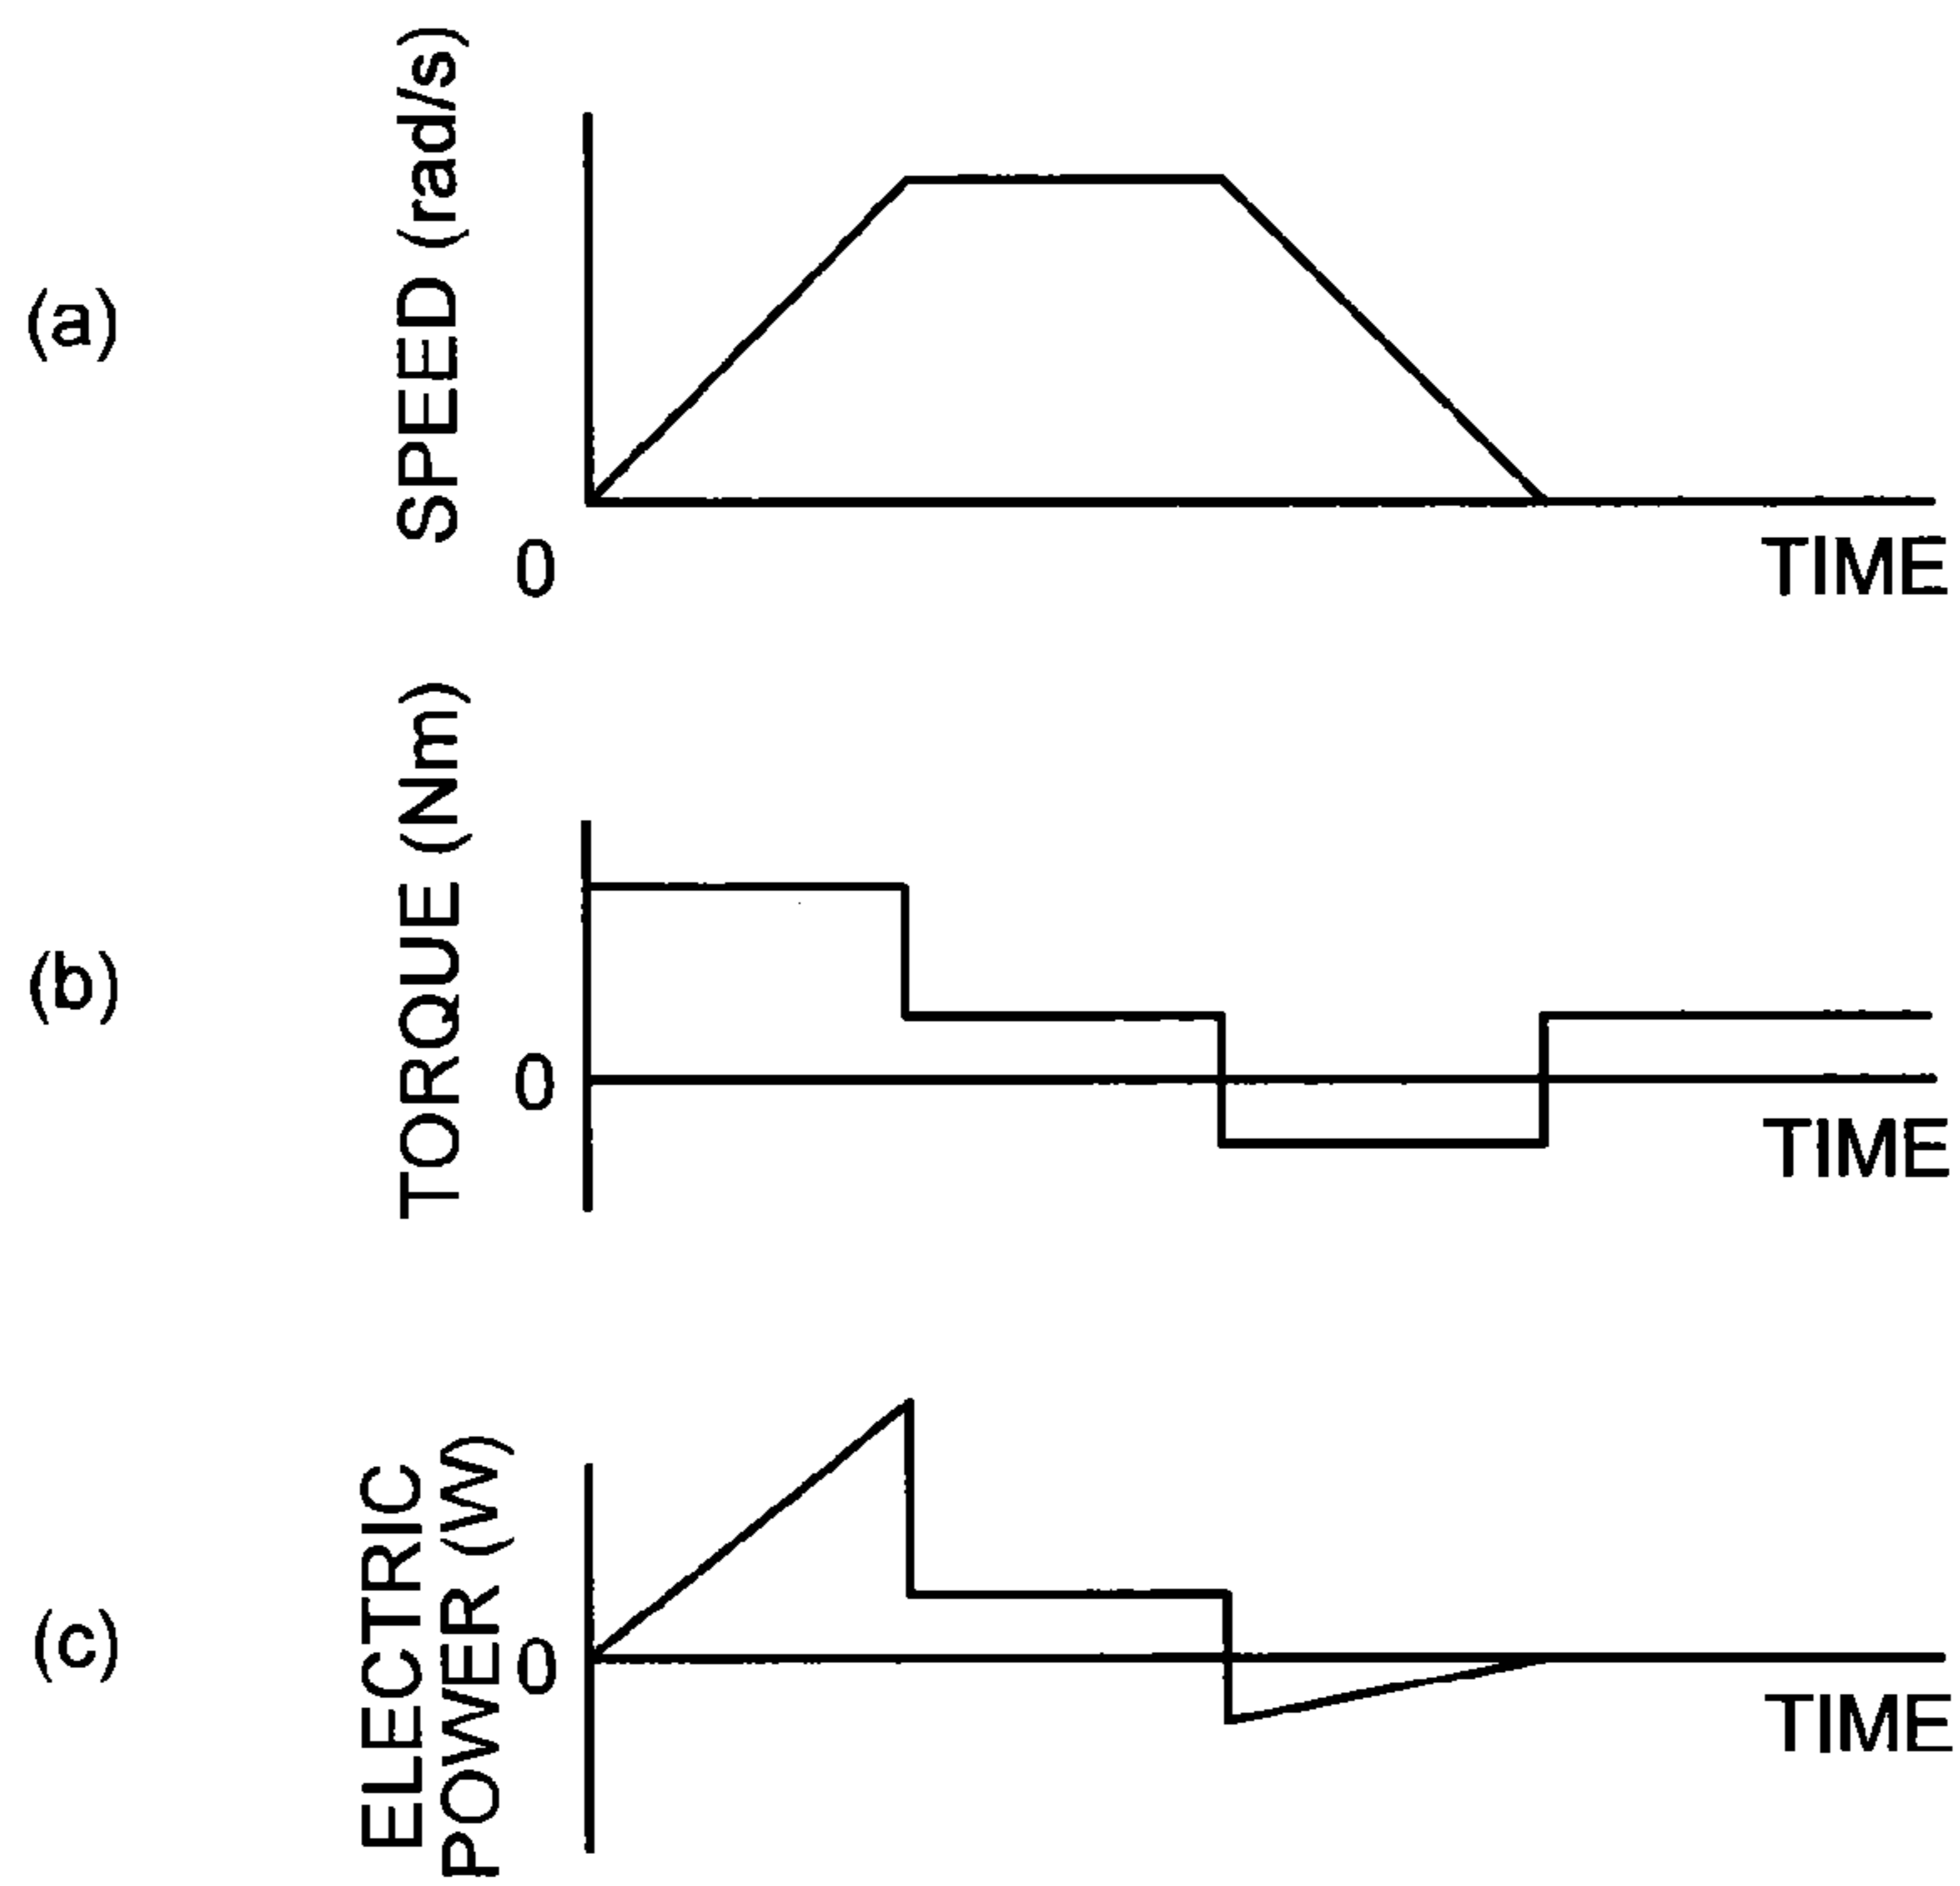 (a)
SPEED (rad/s)
0
TIME
(b)
TORQUE (Nm)
0
TIME
(c)
ELECTRIC
POWER (W)
0
TIME